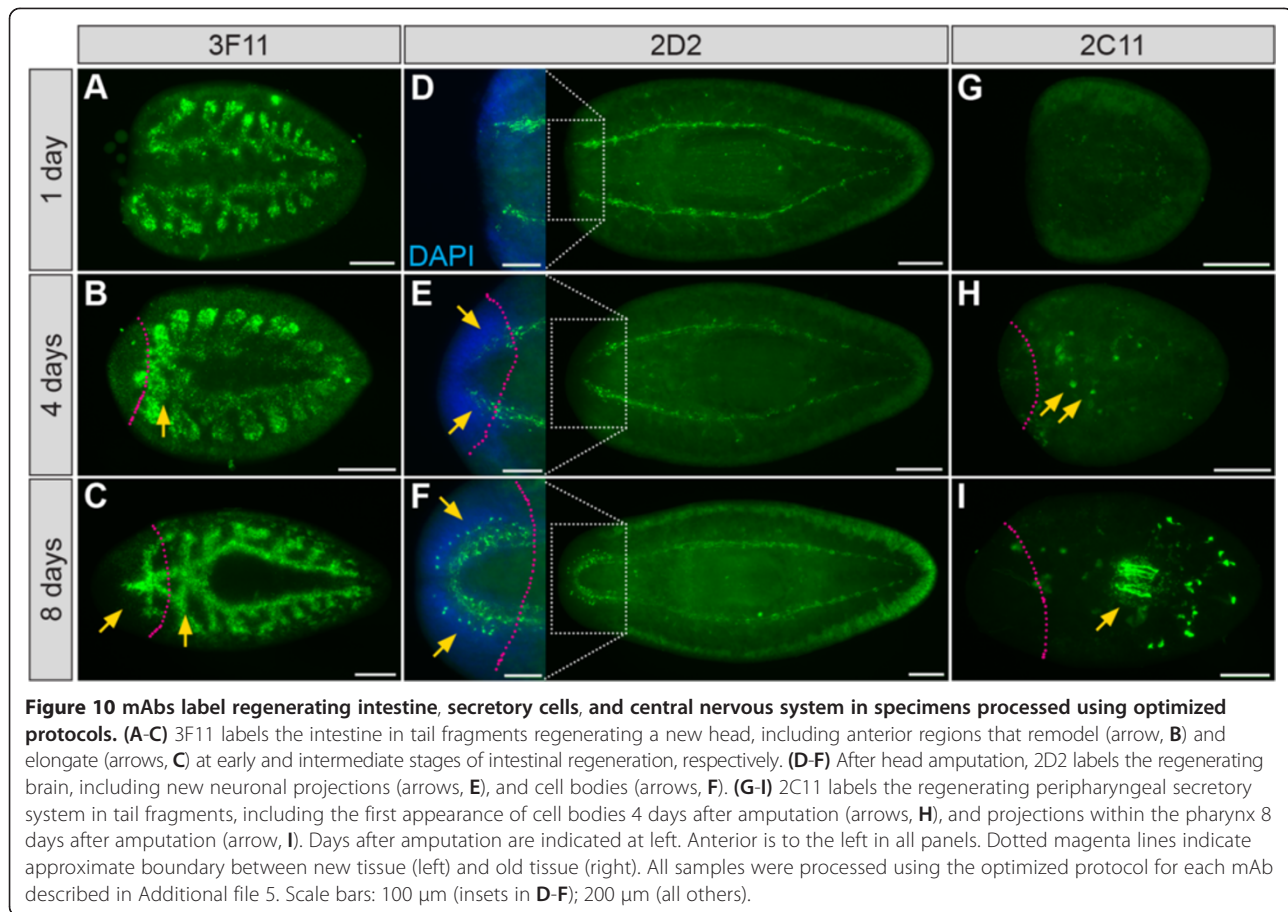 3F11 2D2 2C11
1 day
A D G
DAPI
4 days
B E H
8 days
C F I
Figure 10 mAbs label regenerating intestine, secretory cells, and central nervous system in specimens processed using optimized
protocols. (A-C) 3F11 labels the intestine in tail fragments regenerating a new head, including anterior regions that remodel (arrow, B) and
elongate (arrows, C) at early and intermediate stages of intestinal regeneration, respectively. (D-F) After head amputation, 2D2 labels the regenerating
brain, including new neuronal projections (arrows, E), and cell bodies (arrows, F). (G-I) 2C11 labels the regenerating peripharyngeal secretory
system in tail fragments, including the first appearance of cell bodies 4 days after amputation (arrows, H), and projections within the pharynx 8
days after amputation (arrow, I). Days after amputation are indicated at left. Anterior is to the left in all panels. Dotted magenta lines indicate
approximate boundary between new tissue (left) and old tissue (right). All samples were processed using the optimized protocol for each mAb
described in Additional file 5. Scale bars: 100 μm (insets in D-F); 200 μm (all others).